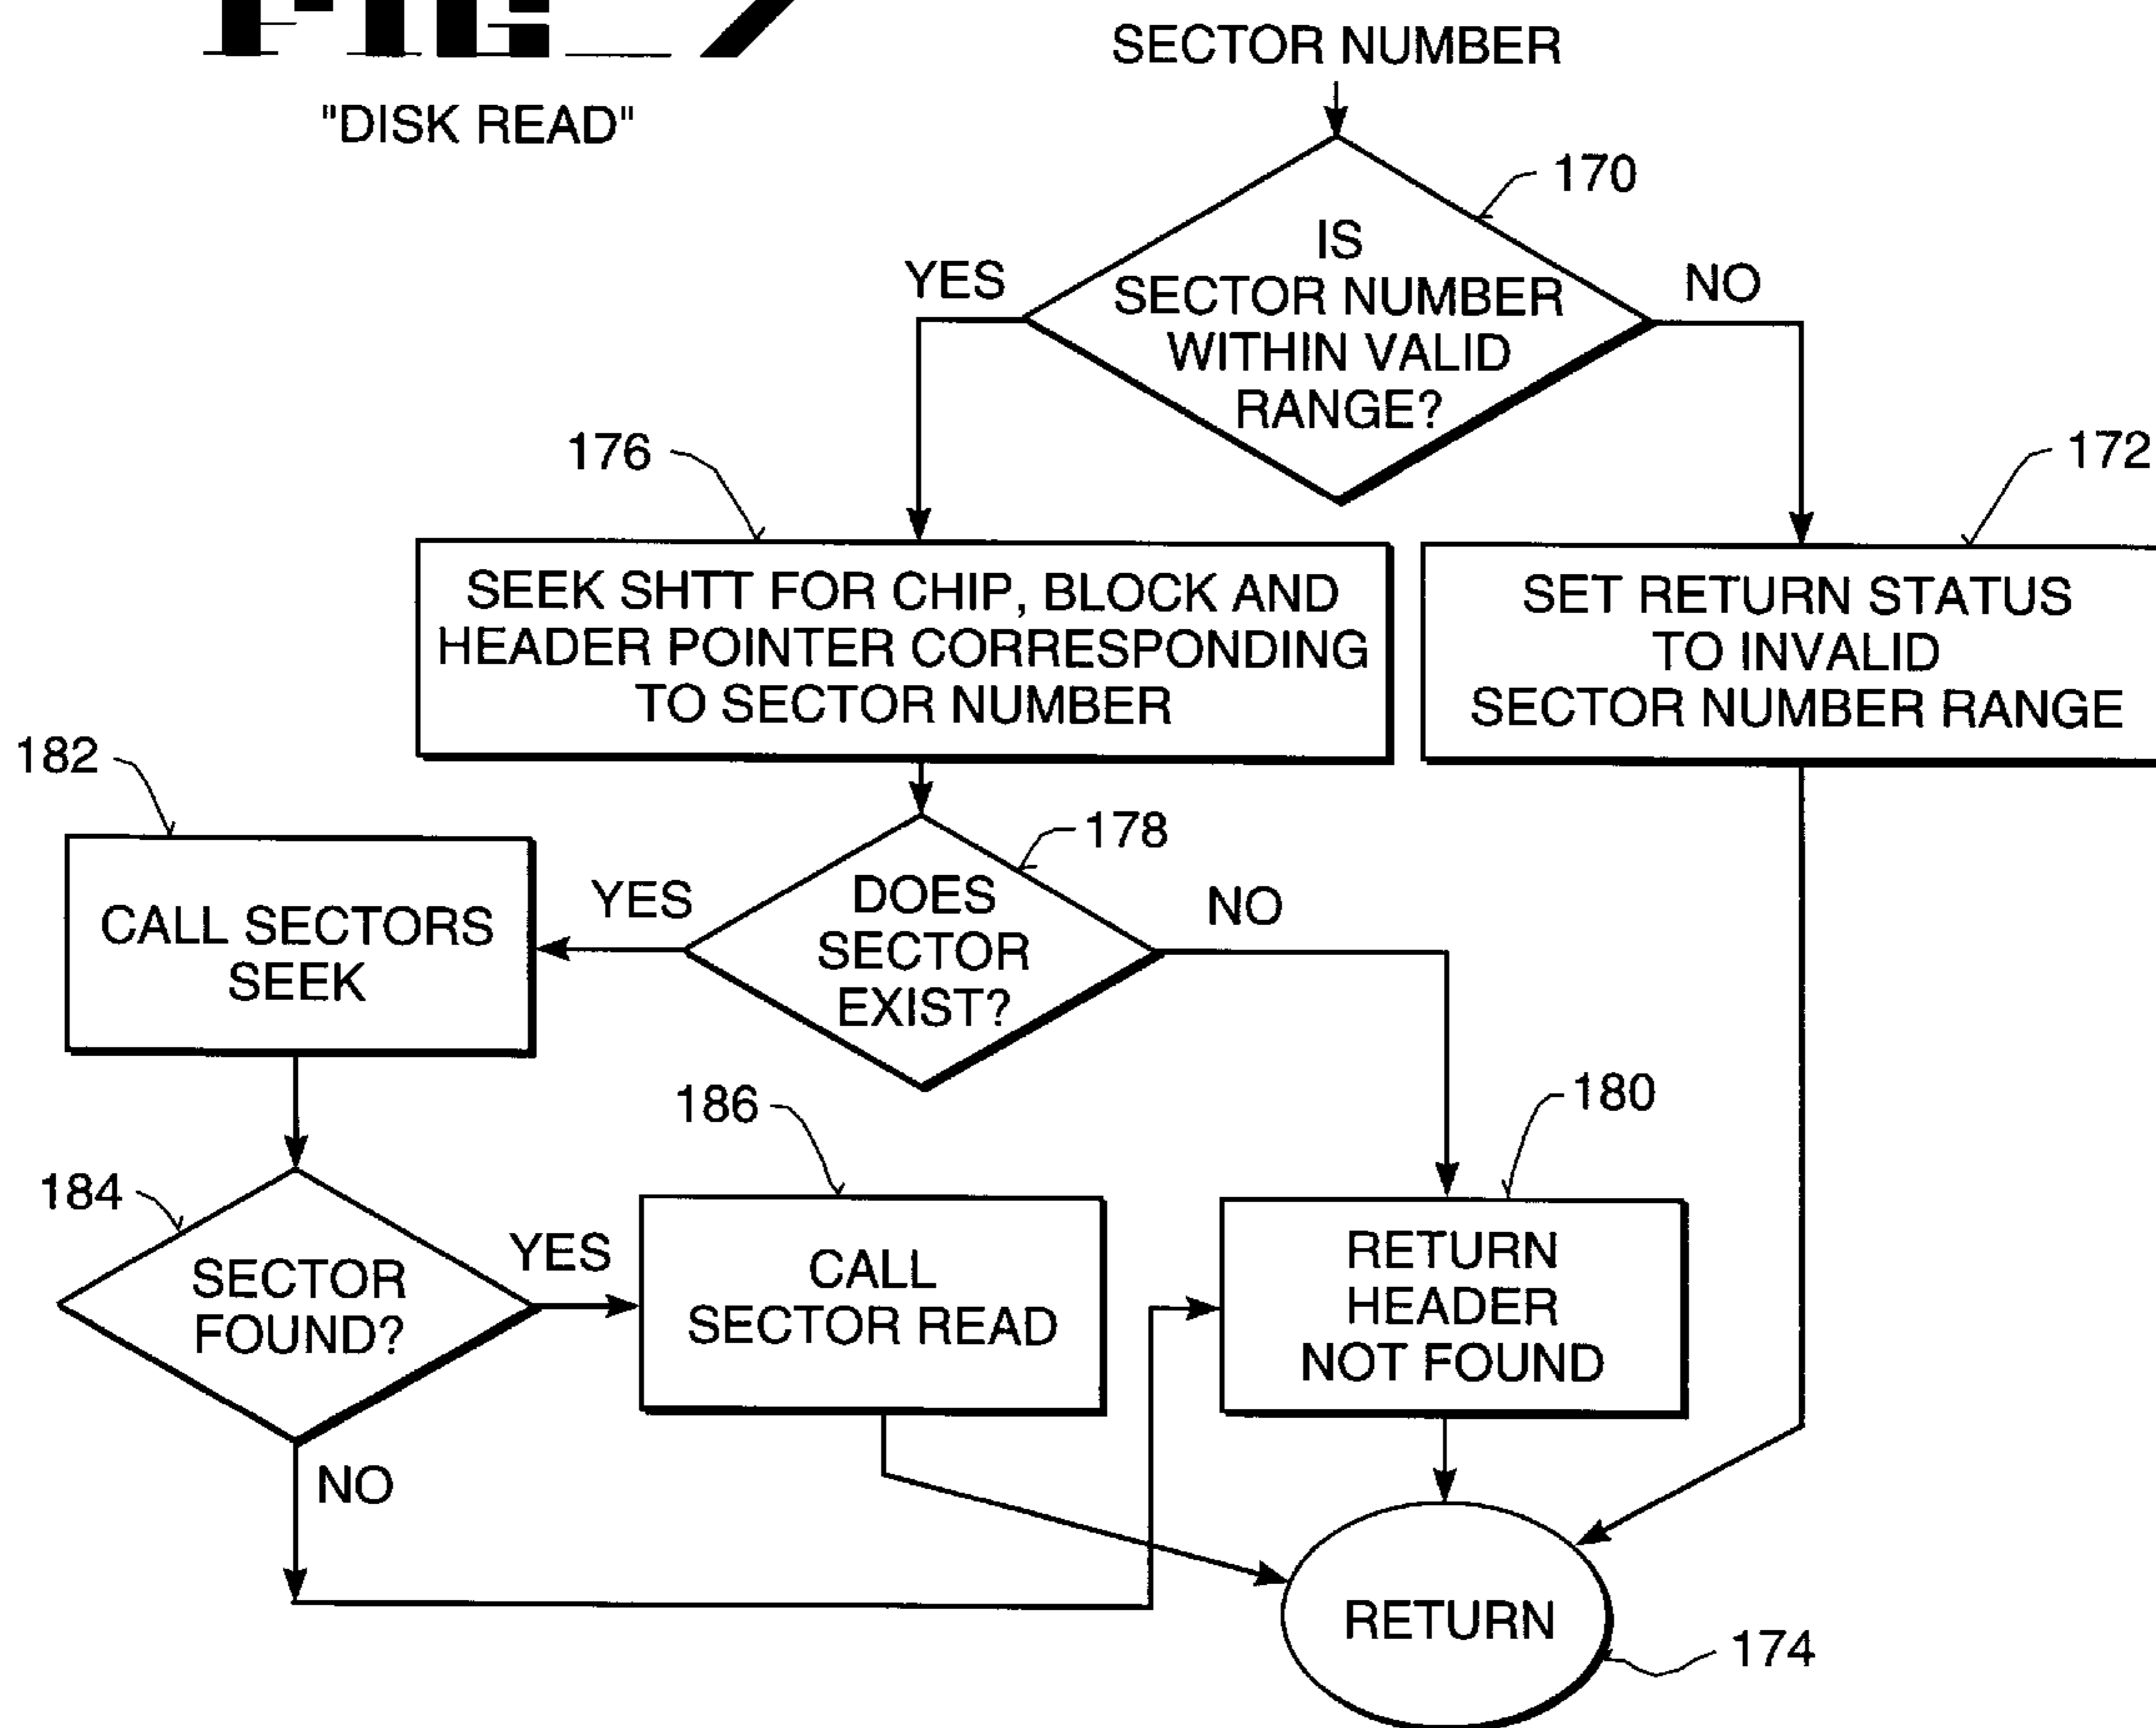 FIG_7
"DISK READ"
SECTOR NUMBER
170
IS
SECTOR NUMBER
WITHIN VALID
RANGE?
YES
NO
176
172
SEEK SHTT FOR CHIP, BLOCK AND
HEADER POINTER CORRESPONDING
TO SECTOR NUMBER
SET RETURN STATUS
TO INVALID
SECTOR NUMBER RANGE
182
178
CALL SECTORS
SEEK
YES
DOES
SECTOR
EXIST?
NO
186
180
184
SECTOR
FOUND?
YES
CALL
SECTOR READ
RETURN
HEADER
NOT FOUND
NO
RETURN
174